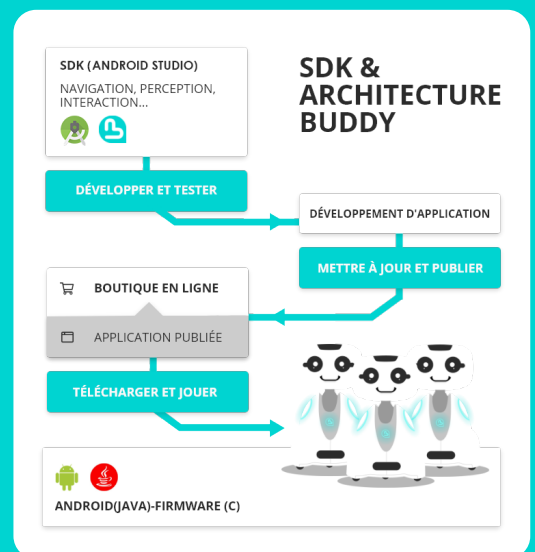 SDK (ANDROID STUDIO)
NAVIGATION, PERCEPTION,
INTERACTION...
SDK &
ARCHITECTURE
BUDDY
DÉVELOPPER ET TESTER
DÉVELOPPEMENT D'APPLICATION
METTRE À JOUR ET PUBLIER
BOUTIQUE EN LIGNE
APPLICATION PUBLIÉE
TÉLÉCHARGER ET JOUER
ANDROID(JAVA)-FIRMWARE (C)